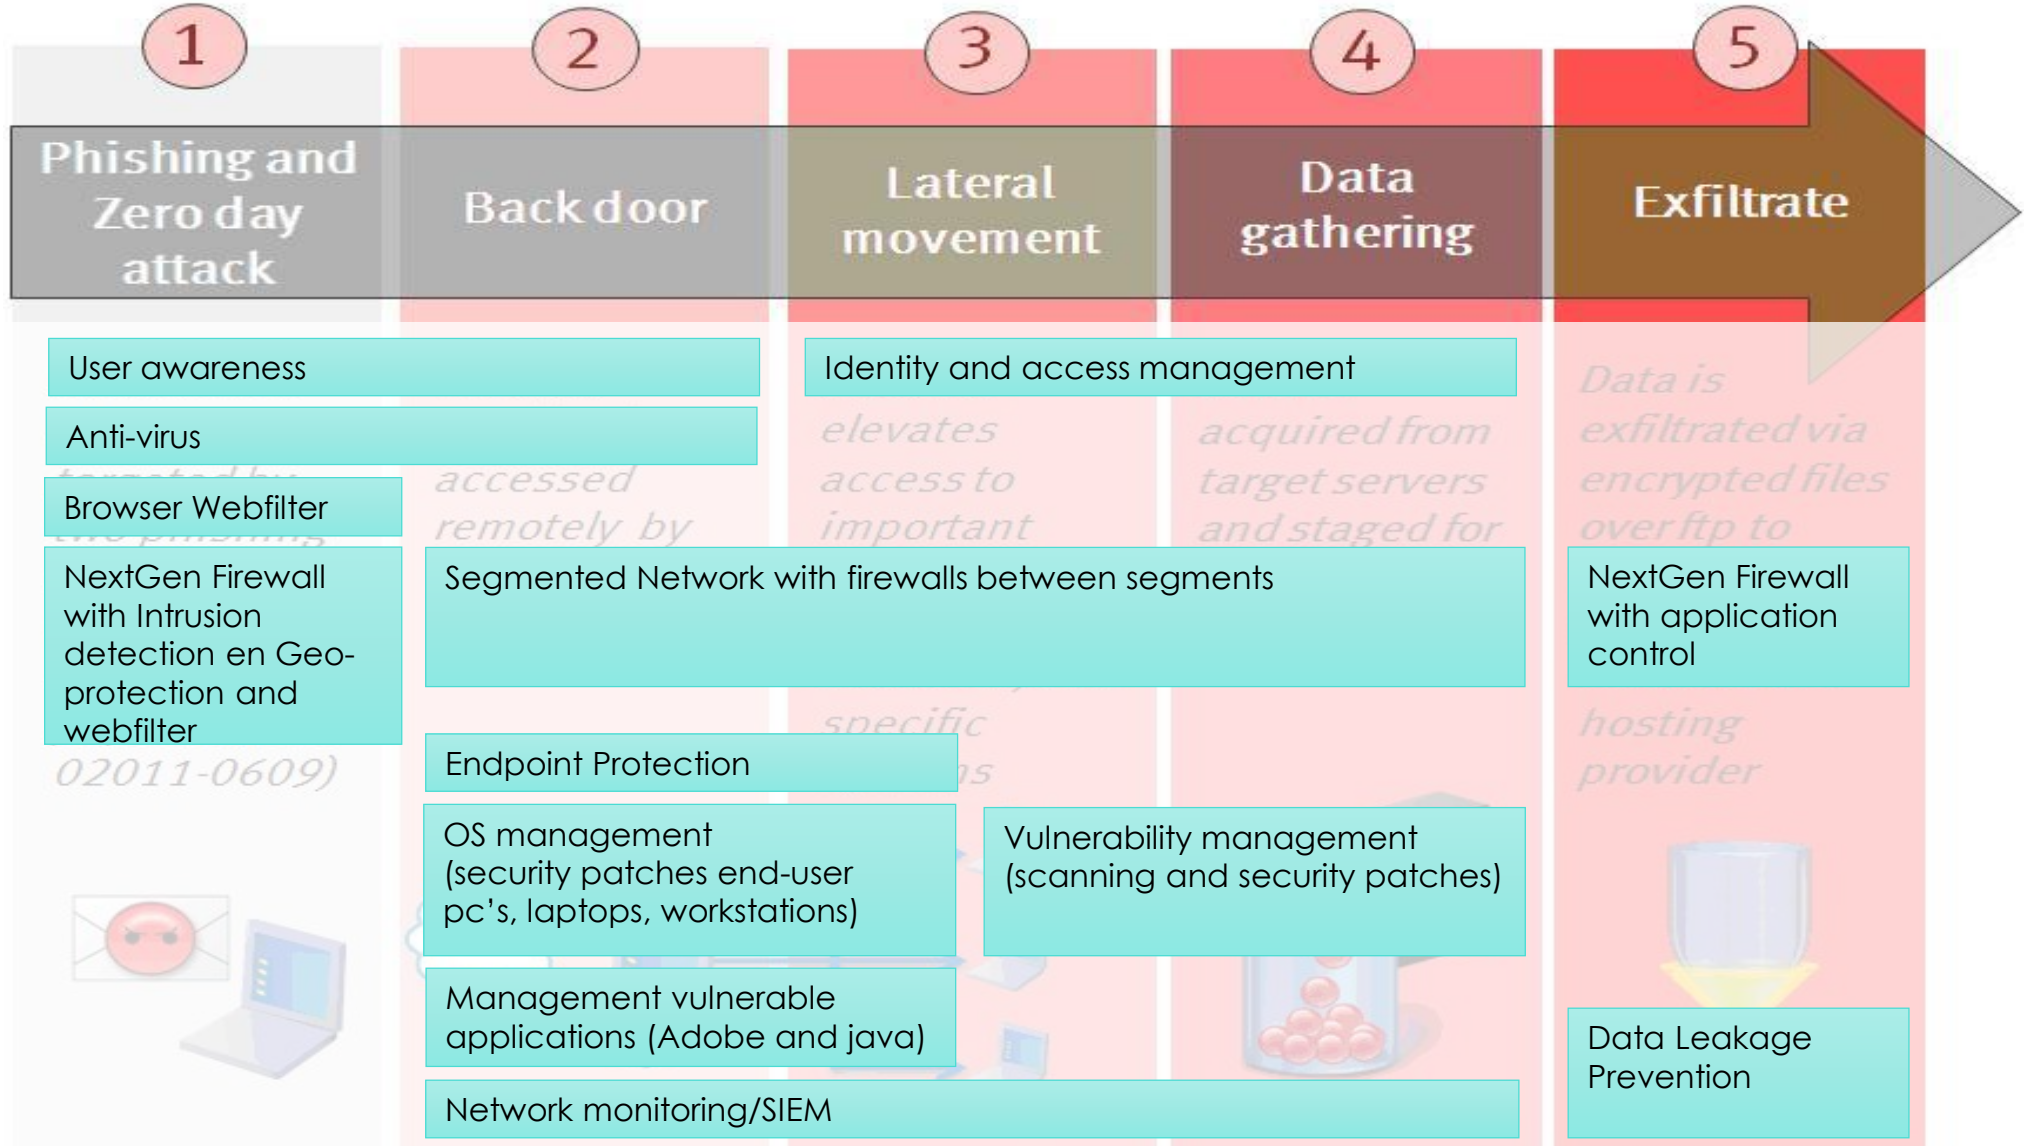 1
2
3
4
5
Phishing and
Zero day
attack
Back door
Lateral
movement
Data
gathering
Exfiltrate
User awareness
Identity and access management
Data is
Anti-virus
elevates
acquired from
exfiltrated via
targeted by
accessed
access to
target servers
encrypted files
Browser Webfilter
two phishing
remotely by
important
and staged for
over ftp to
NextGen Firewall
with Intrusion
detection en Geo-
protection and
webfilter
Segmented Network with firewalls between segments
NextGen Firewall
with application
control
specific
hosting
02011-0609)
provider
Endpoint Protection
OS management
(security patches end-user
pc's, laptops, workstations)
Vulnerability management
(scanning and security patches)
Management vulnerable
applications (Adobe and java)
Data Leakage
Prevention
Network monitoring/SIEM